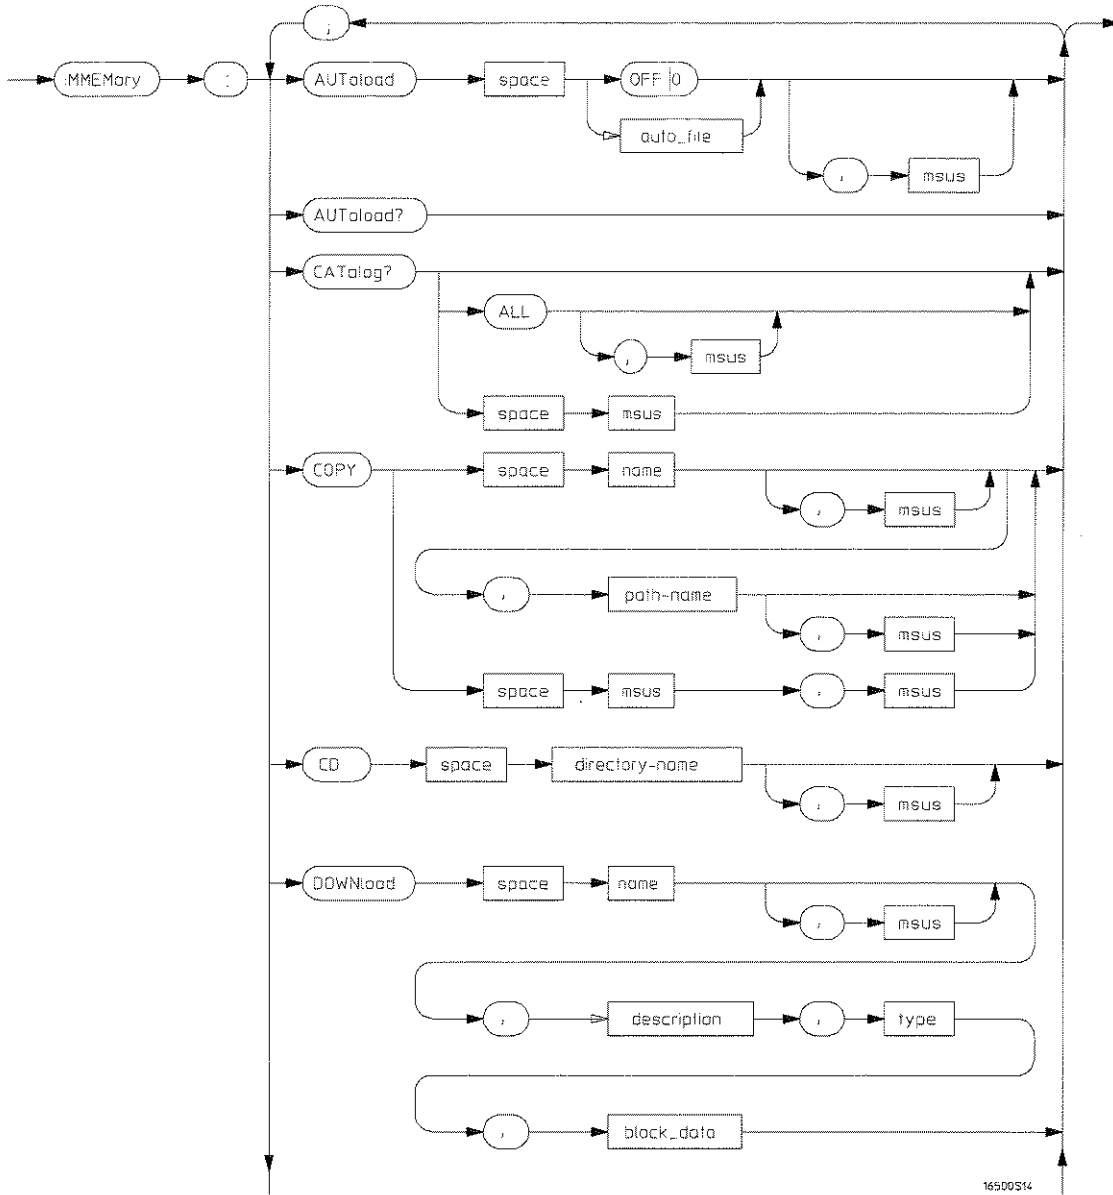 ;
:MMEMory : AUToload space OFF|0
auto_file
, msus
AUToload?
CATalog?
ALL
, msus
space msus
COPY space name
, msus
, path-name
, msus
space msus , msus
CD space directory-name
, msus
DOWNload space name
, msus
, description , type
, block_data
16500S14